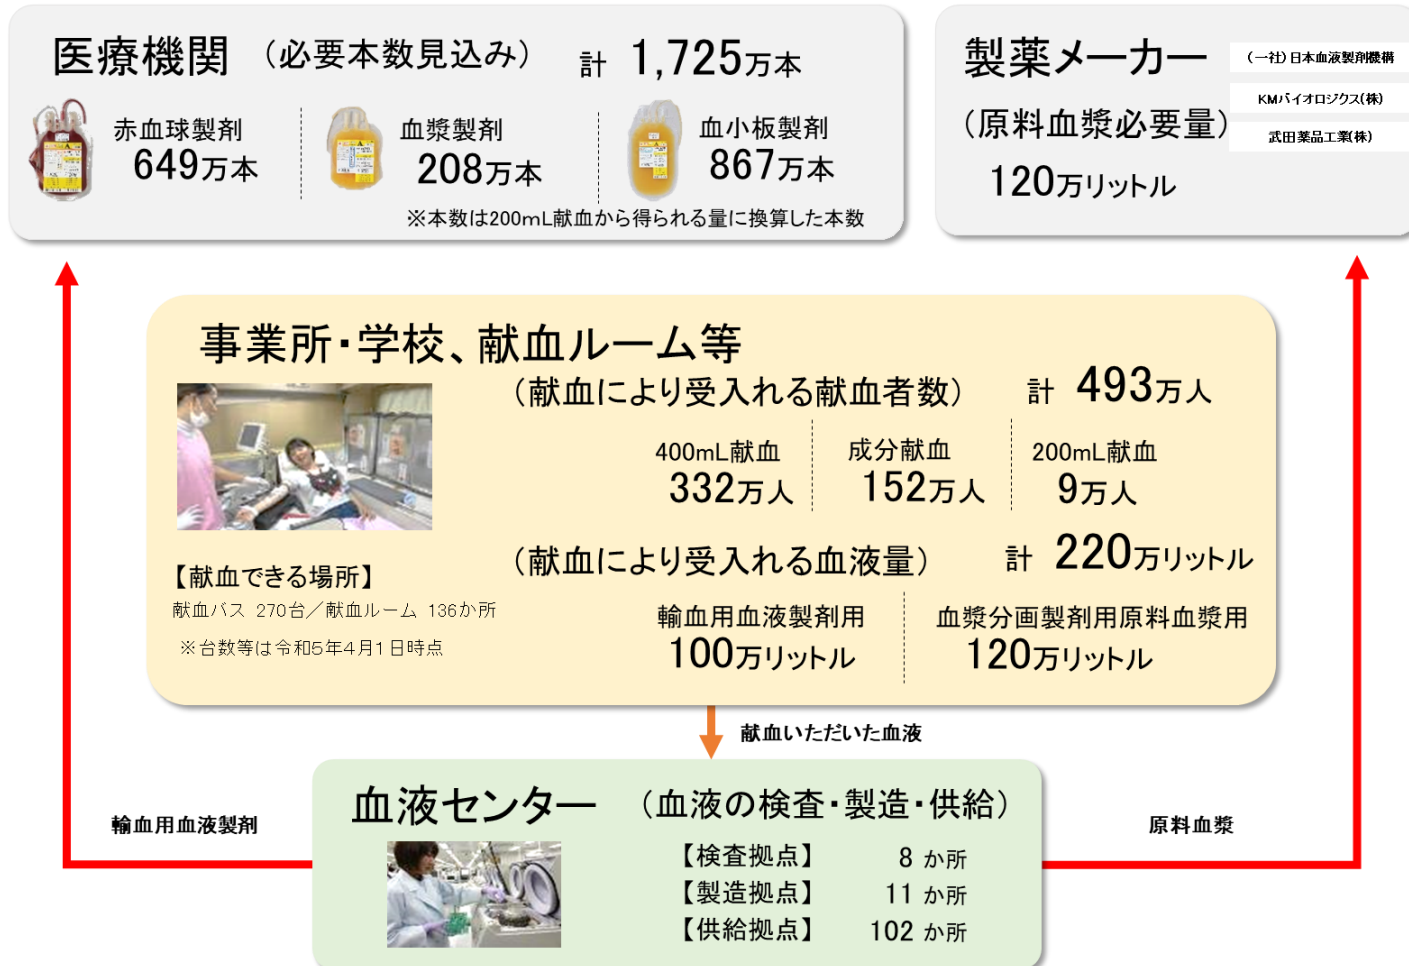 医療機関 （必要本数見込み） 計 1,725万本
赤血球製剤
649万本
血漿製剤
208万本
血小板製剤
867万本
※本数は200mL献血から得られる量に換算した本数
製薬メーカー
（原料血漿必要量）
120万リットル
（一社）日本血液製剤機構
KMバイオロジクス（株）
武田薬品工業（株）
事業所・学校、献血ルーム等
（献血により受入れる献血者数） 計 493万人
400mL献血
332万人
成分献血
152万人
200mL献血
9万人
（献血により受入れる血液量） 計 220万リットル
輸血用血液製剤用
100万リットル
血漿分画製剤用原料血漿用
120万リットル
【献血できる場所】
献血バス 270台／献血ルーム 136か所
※台数等は令和5年4月1日時点
献血いただいた血液
血液センター （血液の検査・製造・供給）
【検査拠点】 8 か所
【製造拠点】 11 か所
【供給拠点】 102 か所
輸血用血液製剤
原料血漿